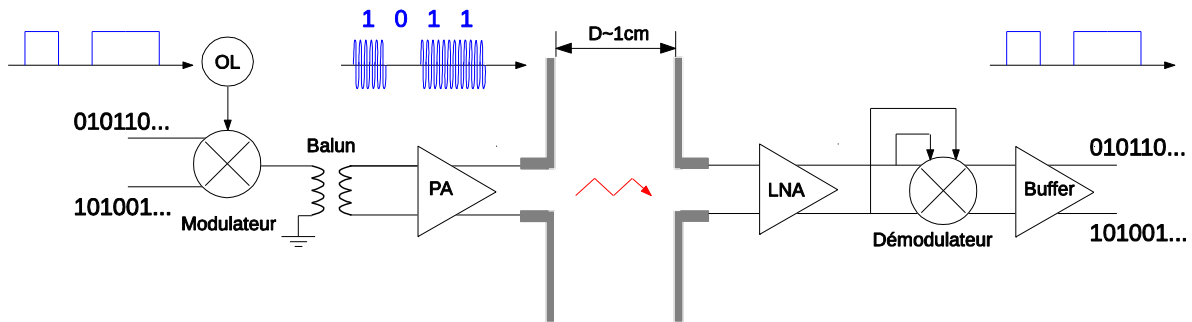 1 0 1 1
D~1cm
OL
010110...
101001...
Modulateur
Balun
PA
LNA
Démodulateur
Buffer
010110...
101001...